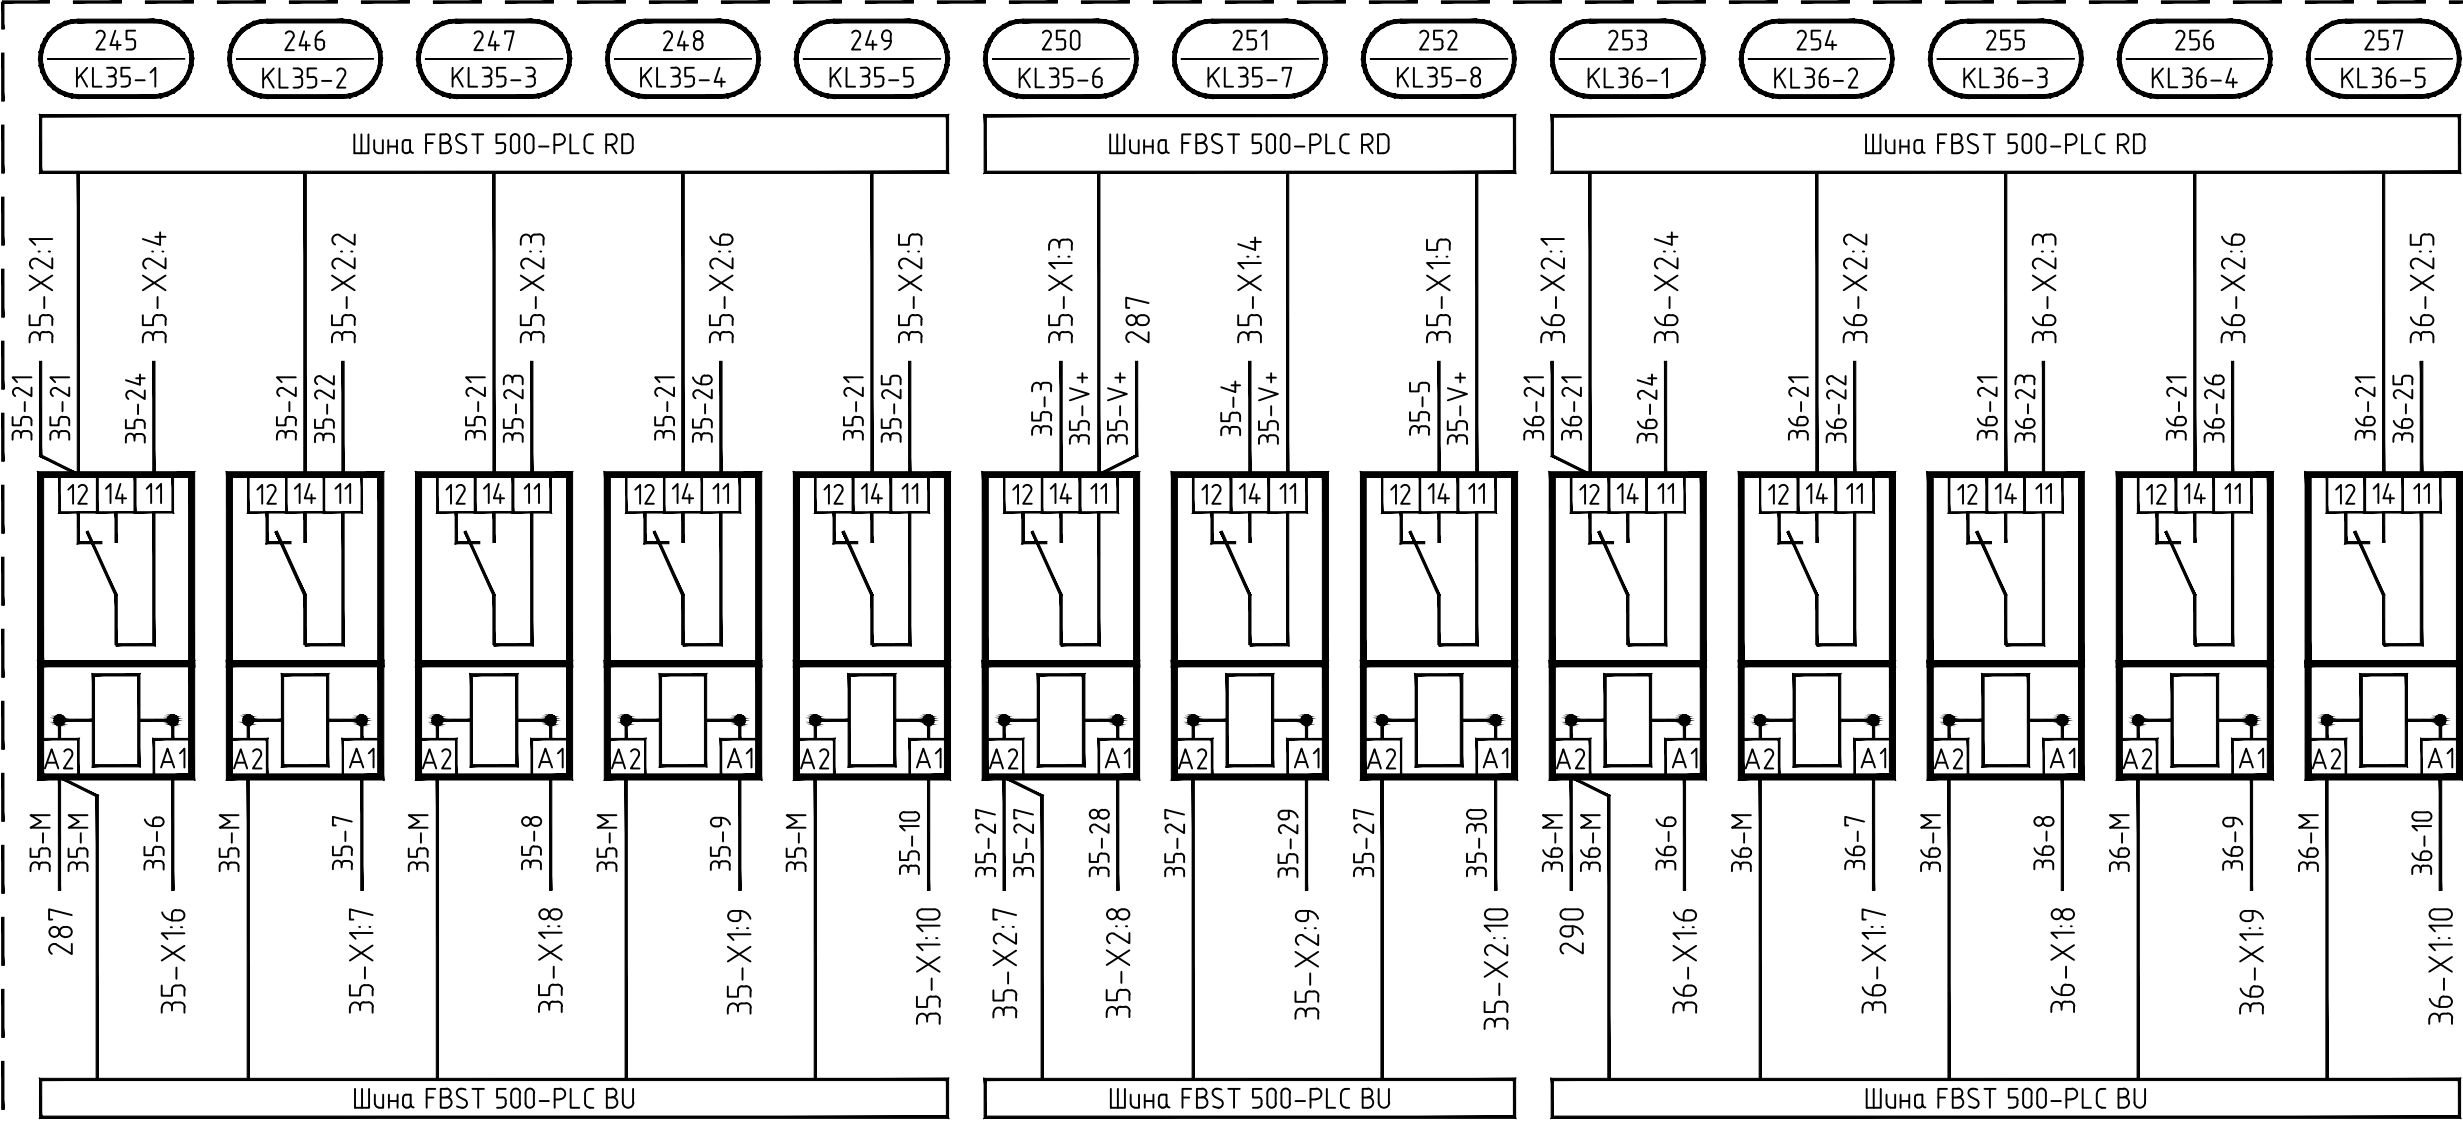 245 246 247 248 249 250 251 252 253 254 255 256 257
KL35-1 KL35-2 KL35-3 KL35-4 KL35-5 KL35-6 KL35-7 KL35-8 KL36-1 KL36-2 KL36-3 KL36-4 KL36-5
Шина FBST 500-PLC RD Шина FBST 500-PLC RD Шина FBST 500-PLC RD
35-X2:1 35-X2:4 35-X2:2 35-X2:3 35-X2:6 35-X2:5 35-X1:3 287 35-X1:4 35-X1:5 36-X2:1 36-X2:4 36-X2:2 36-X2:3 36-X2:6 36-X2:5
35-21 35-21 35-24 35-21 35-22 35-21 35-23 35-21 35-26 35-21 35-25 35-3 35-V+ 35-V+ 35-4 35-V+ 35-5 35-V+ 36-21 36-21 36-24 36-21 36-22 36-21 36-23 36-21 36-26 36-21 36-25
12 14 11 12 14 11 12 14 11 12 14 11 12 14 11 12 14 11 12 14 11 12 14 11 12 14 11 12 14 11 12 14 11 12 14 11 12 14 11
A2 A1 A2 A1 A2 A1 A2 A1 A2 A1 A2 A1 A2 A1 A2 A1 A2 A1 A2 A1 A2 A1 A2 A1 A2 A1
35-M 35-M 35-6 35-M 35-7 35-M 35-8 35-M 35-9 35-M 35-10 35-27 35-27 35-28 35-27 35-29 35-27 35-30 36-M 36-M 36-6 36-M 36-7 36-M 36-8 36-M 36-9 36-M 36-10
287 35-X1:6 35-X1:7 35-X1:8 35-X1:9 35-X1:10 35-X2:7 35-X2:8 35-X2:9 35-X2:10 290 36-X1:6 36-X1:7 36-X1:8 36-X1:9 36-X1:10
Шина FBST 500-PLC BU Шина FBST 500-PLC BU Шина FBST 500-PLC BU